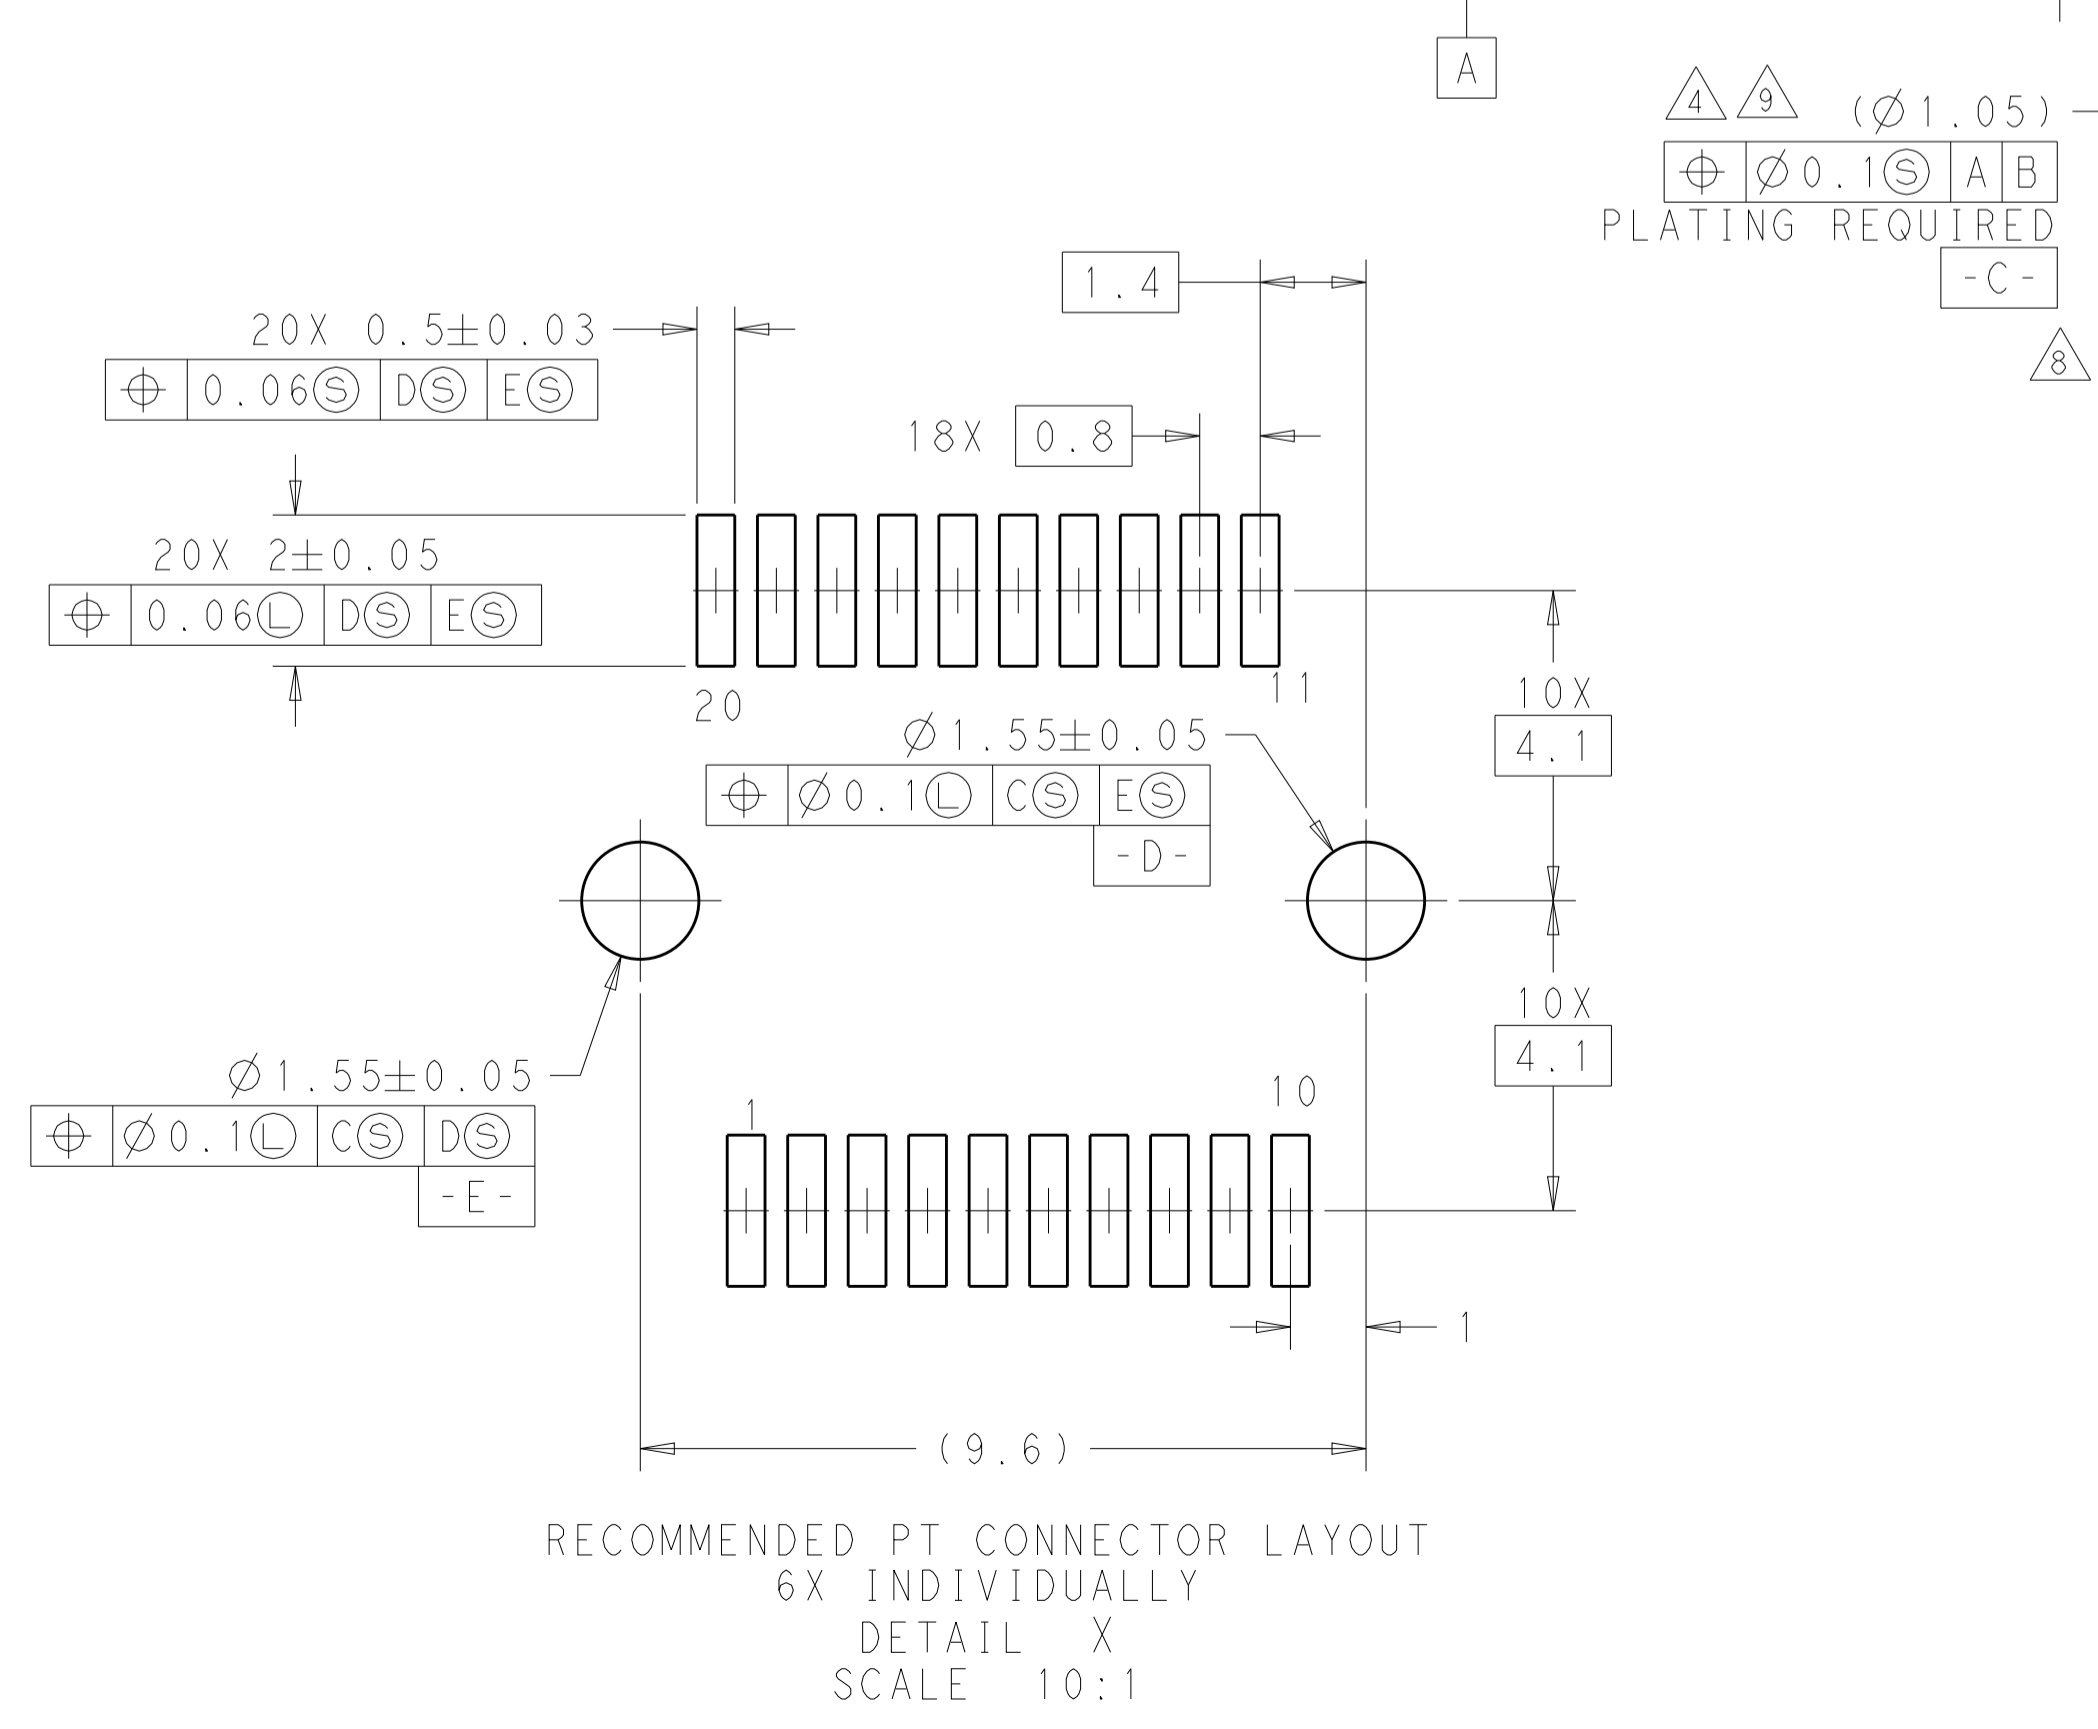 A
4 9 (Ø1.05)
⌖ Ø0.1Ⓢ A B
PLATING REQUIRED
-C-
1.4
20X 0.5±0.03
⌖ 0.06Ⓢ DⓈ EⓈ
8
18X 0.8
20X 2±0.05
⌖ 0.06Ⓛ DⓈ EⓈ
20
11
10X
4.1
Ø1.55±0.05
⌖ Ø0.1Ⓛ CⓈ EⓈ
-D-
10X
4.1
Ø1.55±0.05
⌖ Ø0.1Ⓛ CⓈ DⓈ
-E-
1
10
1
(9.6)
RECOMMENDED PT CONNECTOR LAYOUT
6X INDIVIDUALLY
DETAIL X
SCALE 10:1